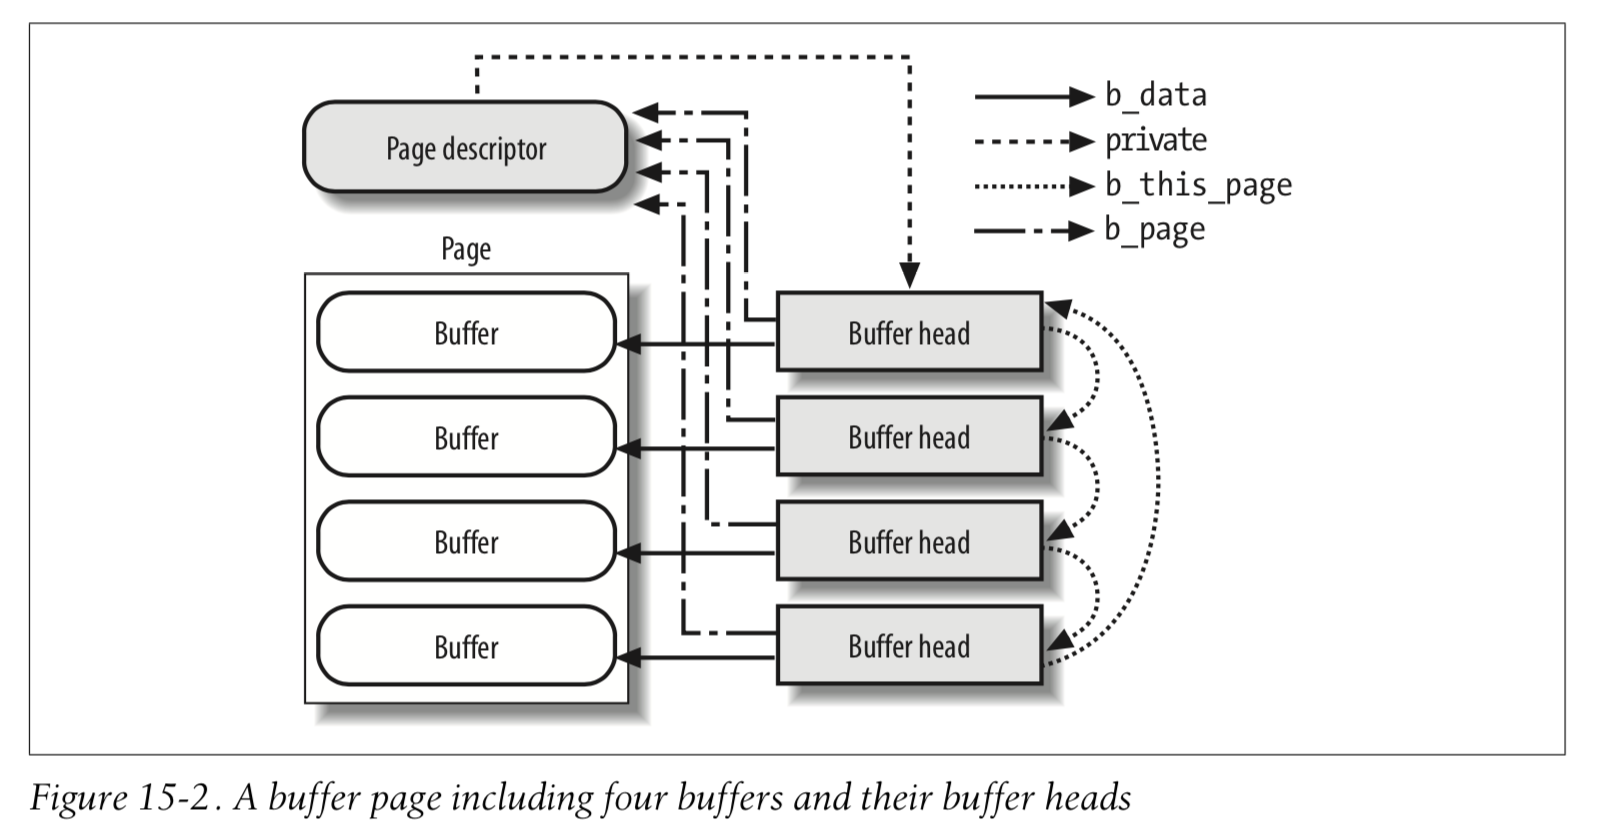 Page descriptor
b_data
private
b_this_page
b_page
Page
Buffer
Buffer head
Buffer
Buffer head
Buffer
Buffer head
Buffer
Buffer head
Figure 15-2. A buffer page including four buffers and their buffer heads